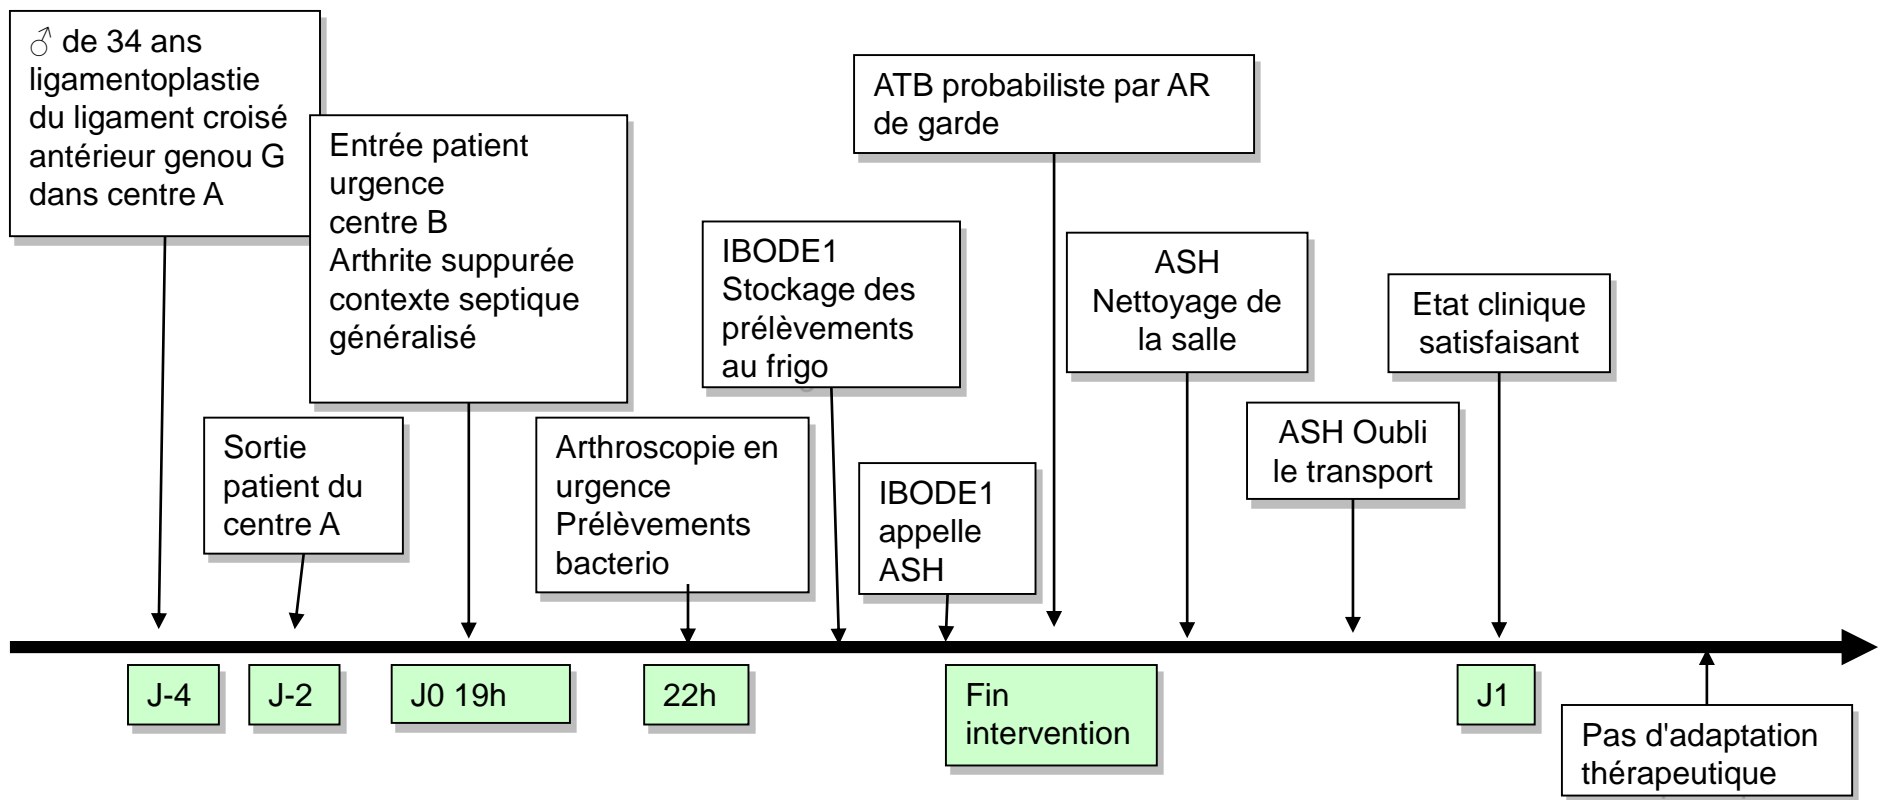 ♂ de 34 ans
ligamentoplastie
du ligament croisé
antérieur genou G
dans centre A
Entrée patient
urgence
centre B
Arthrite suppurée
contexte septique
généralisé
Sortie
patient du
centre A
Arthroscopie en
urgence
Prélèvements
bacterio
IBODE1
Stockage des
prélèvements
au frigo
IBODE1
appelle
ASH
ATB probabiliste par AR
de garde
ASH
Nettoyage de
la salle
ASH Oubli
le transport
Etat clinique
satisfaisant
J-4
J-2
J0 19h
22h
Fin
intervention
J1
Pas d'adaptation
thérapeutique